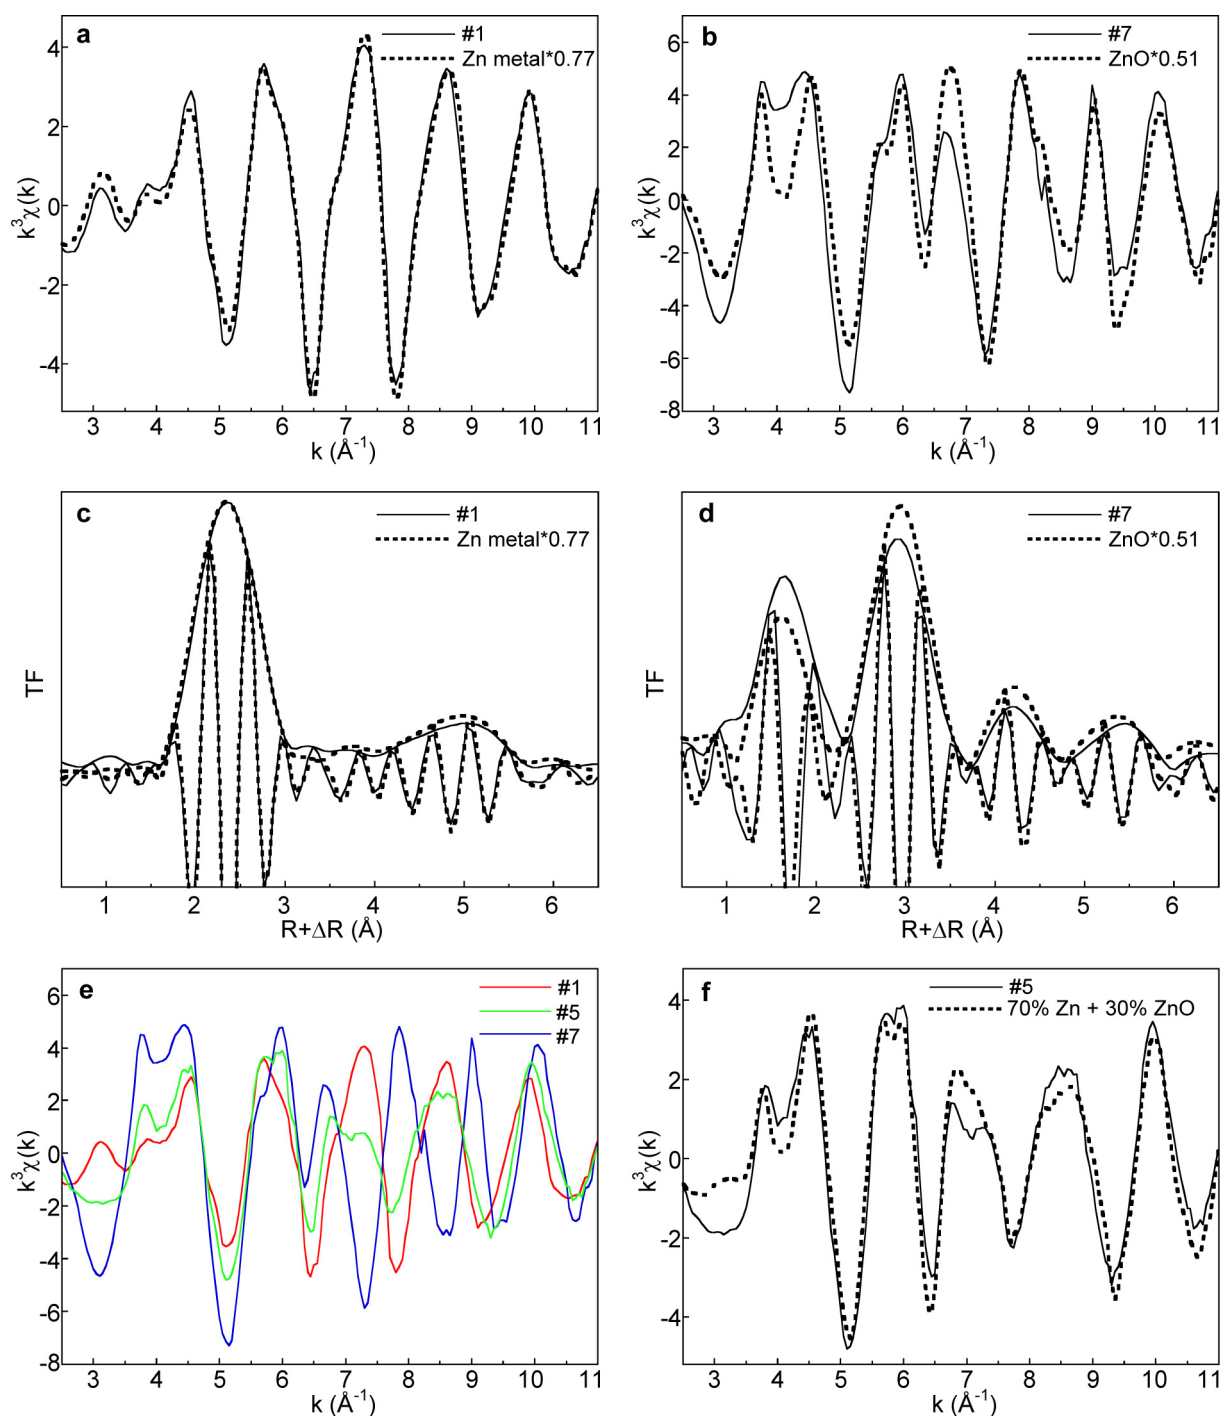 a
#1
Zn metal*0.77
k³χ(k)
4
2
0
-2
-4
3 4 5 6 7 8 9 10 11
k (Å⁻¹)
b
#7
ZnO*0.51
k³χ(k)
6
4
2
0
-2
-4
-6
-8
3 4 5 6 7 8 9 10 11
k (Å⁻¹)
c
#1
Zn metal*0.77
TF
1 2 3 4 5 6
R+ΔR (Å)
d
#7
ZnO*0.51
TF
1 2 3 4 5 6
R+ΔR (Å)
e
#1
#5
#7
k³χ(k)
6
4
2
0
-2
-4
-6
-8
3 4 5 6 7 8 9 10 11
k (Å⁻¹)
f
#5
70% Zn + 30% ZnO
k³χ(k)
4
2
0
-2
-4
3 4 5 6 7 8 9 10 11
k (Å⁻¹)